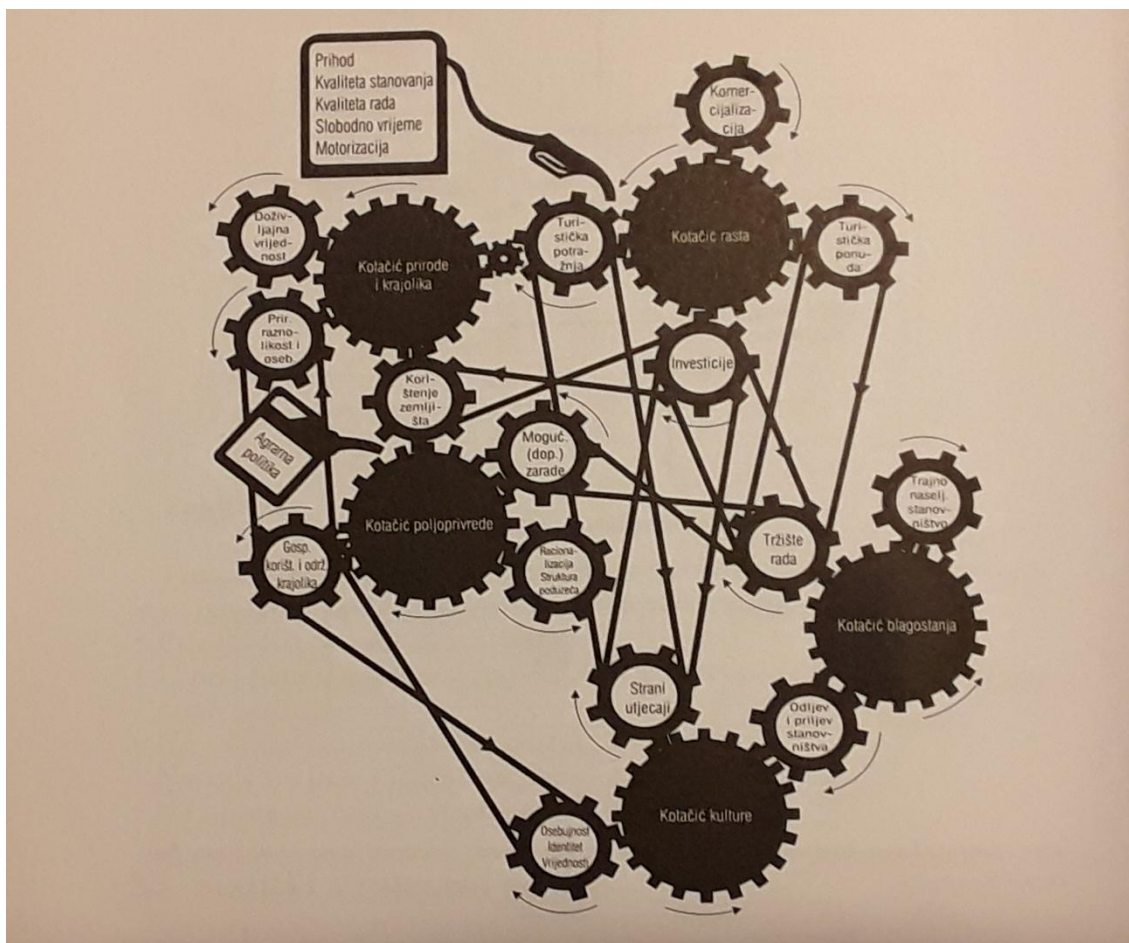 Prihod
Kvaliteta stanovanja
Kvaliteta rada
Slobodno vrijeme
Motorizacija
Komer-
cijaliza-
cija
Doživ-
ljajna
vrijed-
nost
Kotačić prirode
i krajolika
Turi-
stička
potra-
žnja
Kotačić rasta
Turi-
stička
ponu-
da
Prir.
razno-
likost i
oseb.
Kori-
štenje
zemlji-
šta
Investicije
Agrarna
politika
Moguć.
(dop.)
zarade
Trajno
naselj.
stanov-
ništvo
Kotačić poljoprivrede
Gosp.
korišt. i održ.
krajolika
Raciona-
lizacija
Struktura
poduzeća
Tržište
rada
Kotačić blagostanja
Strani
utjecaji
Odljev
i priljev
stanov-
ništva
Kotačić kulture
Osebujnost
Identitet
Vrijednosti